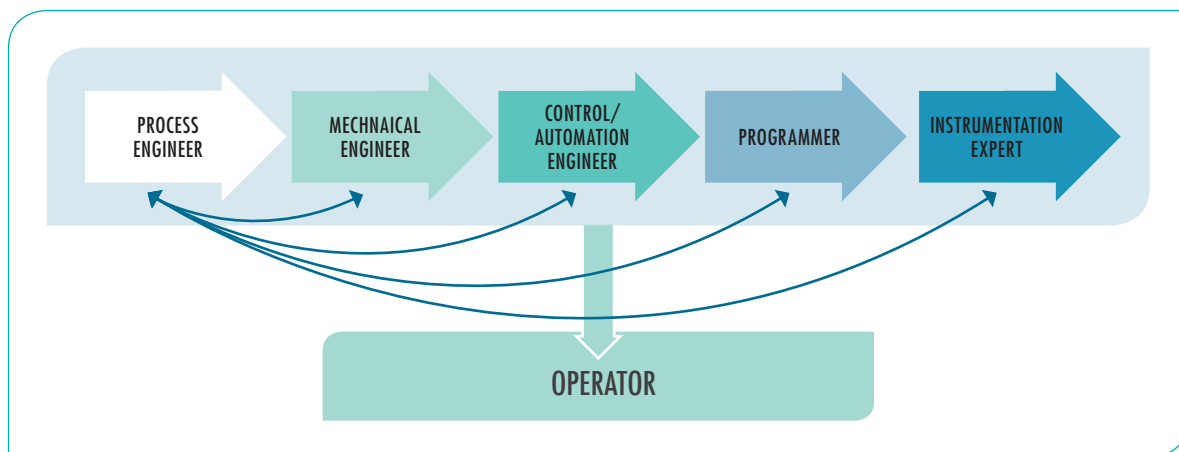 PROCESS
ENGINEER
MECHNAICAL
ENGINEER
CONTROL/
AUTOMATION
ENGINEER
PROGRAMMER
INSTRUMENTATION
EXPERT
OPERATOR